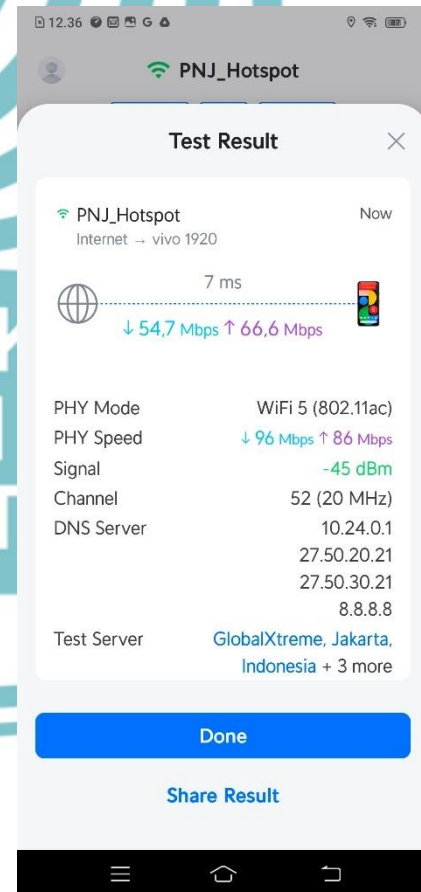 12.36
PNJ_Hotspot
Test Result
PNJ_Hotspot Now
Internet → vivo 1920
7 ms
↓ 54,7 Mbps ↑ 66,6 Mbps
PHY Mode WiFi 5 (802.11ac)
PHY Speed ↓ 96 Mbps ↑ 86 Mbps
Signal -45 dBm
Channel 52 (20 MHz)
DNS Server 10.24.0.1
27.50.20.21
27.50.30.21
8.8.8.8
Test Server GlobalXtreme, Jakarta,
Indonesia + 3 more
Done
Share Result